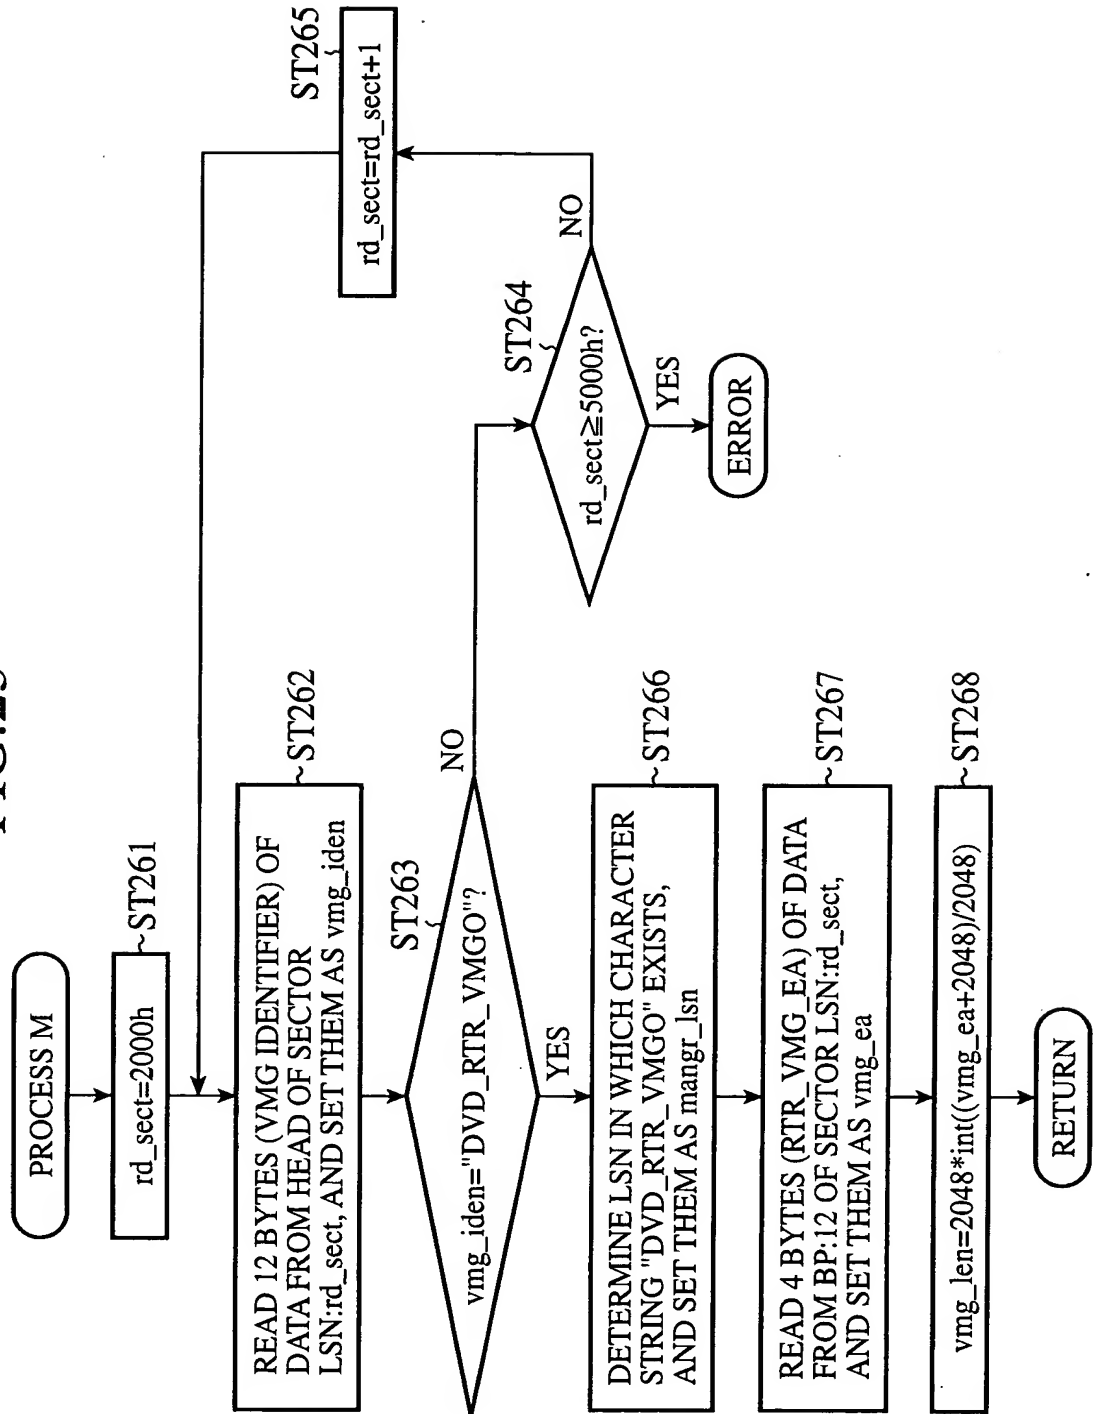 PROCESS M
rd_sect=2000h
ST261
READ 12 BYTES (VMG IDENTIFIER) OF
DATA FROM HEAD OF SECTOR
LSN:rd_sect, AND SET THEM AS vmg_iden
ST262
vmg_iden="DVD_RTR_VMGO"?
ST263
NO
YES
rd_sect≧5000h?
ST264
NO
YES
ERROR
rd_sect=rd_sect+1
ST265
DETERMINE LSN IN WHICH CHARACTER
STRING "DVD_RTR_VMGO" EXISTS,
AND SET THEM AS mangr_lsn
ST266
READ 4 BYTES (RTR_VMG_EA) OF DATA
FROM BP:12 OF SECTOR LSN:rd_sect,
AND SET THEM AS vmg_ea
ST267
vmg_len=2048*int((vmg_ea+2048)/2048)
ST268
RETURN